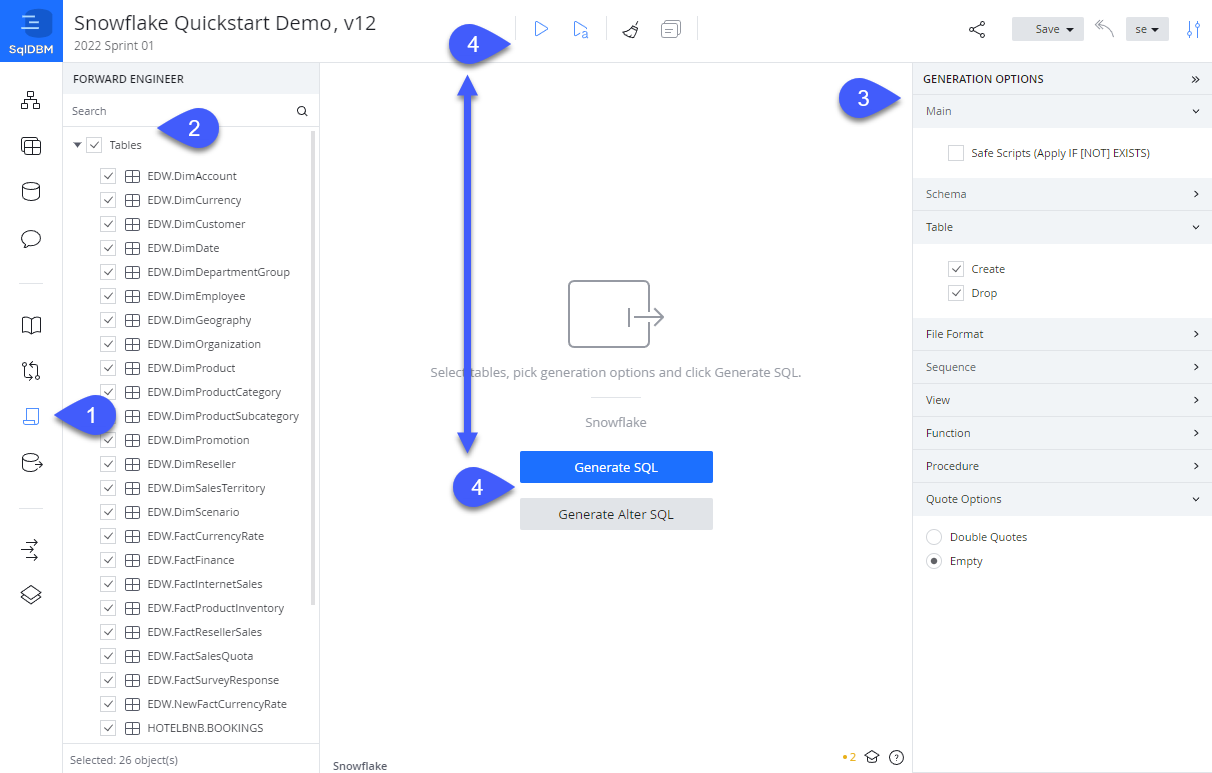 SqlDBM
Snowflake Quickstart Demo, v12
2022 Sprint 01
4
a
Save
se
FORWARD ENGINEER
Search
2
Tables
EDW.DimAccount
EDW.DimCurrency
EDW.DimCustomer
EDW.DimDate
EDW.DimDepartmentGroup
EDW.DimEmployee
EDW.DimGeography
EDW.DimOrganization
EDW.DimProduct
EDW.DimProductCategory
1
EDW.DimProductSubcategory
EDW.DimPromotion
EDW.DimReseller
EDW.DimSalesTerritory
EDW.DimScenario
EDW.FactCurrencyRate
EDW.FactFinance
EDW.FactInternetSales
EDW.FactProductInventory
EDW.FactResellerSales
EDW.FactSalesQuota
EDW.FactSurveyResponse
EDW.NewFactCurrencyRate
HOTELBNB.BOOKINGS
Selected: 26 object(s)
Select tables, pick generation options and click Generate SQL.
Snowflake
Generate SQL
4
Generate Alter SQL
Snowflake
2
?
3
GENERATION OPTIONS
Main
Safe Scripts (Apply IF [NOT] EXISTS)
Schema
Table
Create
Drop
File Format
Sequence
View
Function
Procedure
Quote Options
Double Quotes
Empty